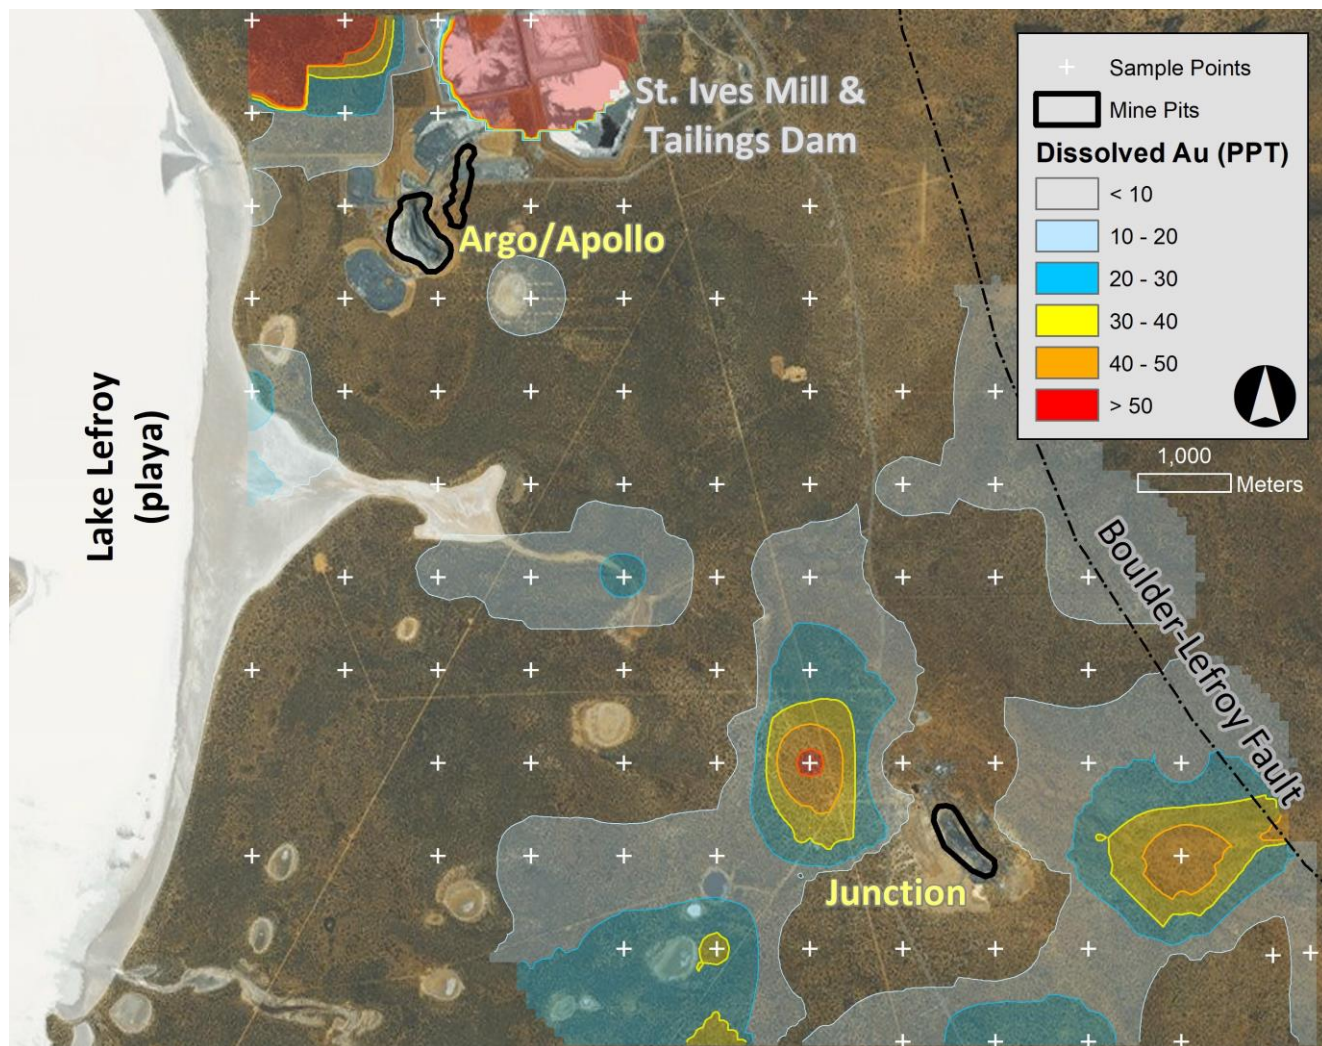 St. Ives Mill &
Tailings Dam
Argo/Apollo
Lake Lefroy
(playa)
Junction
Boulder-Lefroy Fault
Sample Points
Mine Pits
Dissolved Au (PPT)
< 10
10 - 20
20 - 30
30 - 40
40 - 50
> 50
1,000
Meters